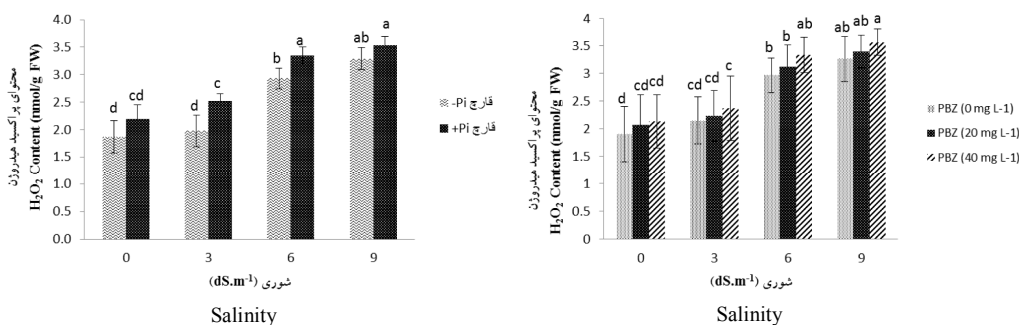 محتوای پراکسید هیدروژن
H₂O₂ Content (nmol/g FW)
4.0
3.5
3.0
2.5
2.0
1.5
1.0
0.5
0.0
d cd d c b a ab a
0 3 6 9
شوری (dS.m⁻¹)
Salinity
قارچ Pi-
قارچ Pi+
محتوای پراکسید هیدروژن
H₂O₂ Content (nmol/g FW)
4
3.5
3
2.5
2
1.5
1
0.5
0
d cd cd cd cd c b b ab ab ab a
0 3 6 9
شوری (dS.m⁻¹)
Salinity
PBZ (0 mg L-1)
PBZ (20 mg L-1)
PBZ (40 mg L-1)